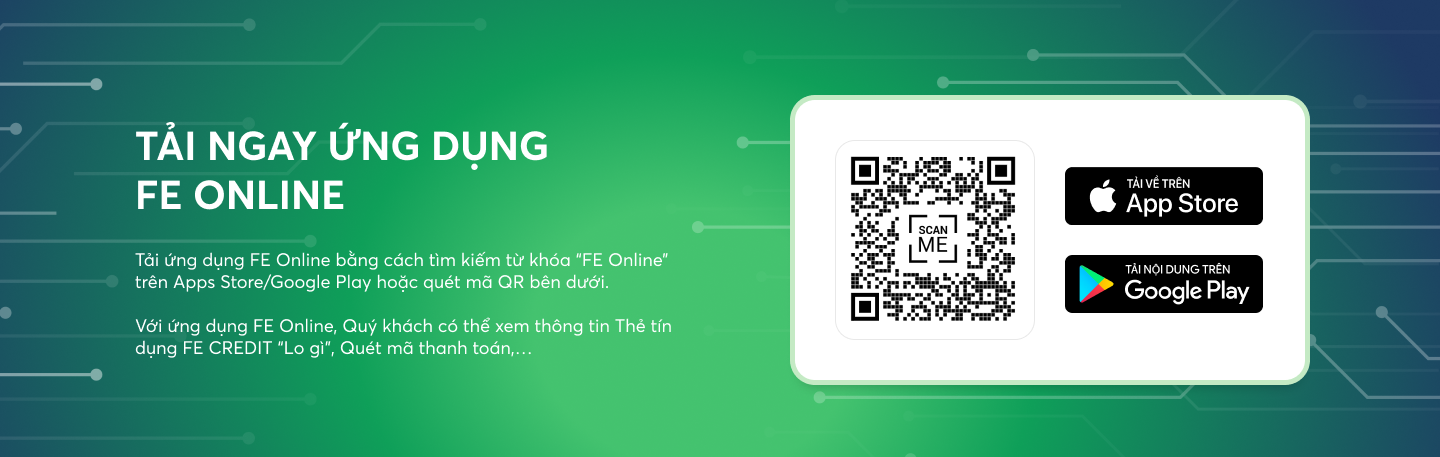 TẢI NGAY ỨNG DỤNG
FE ONLINE
Tải ứng dụng FE Online bằng cách tìm kiếm từ khóa “FE Online”
trên Apps Store/Google Play hoặc quét mã QR bên dưới.
Với ứng dụng FE Online, Quý khách có thể xem thông tin Thẻ tín
dụng FE CREDIT “Lo gì”, Quét mã thanh toán,...
SCAN
ME
TẢI VỀ TRÊN
App Store
TẢI NỘI DUNG TRÊN
Google Play